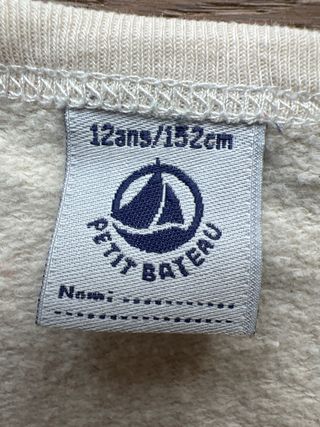 12ans/152cm
PETIT BATEAU
Nom: ............
........................